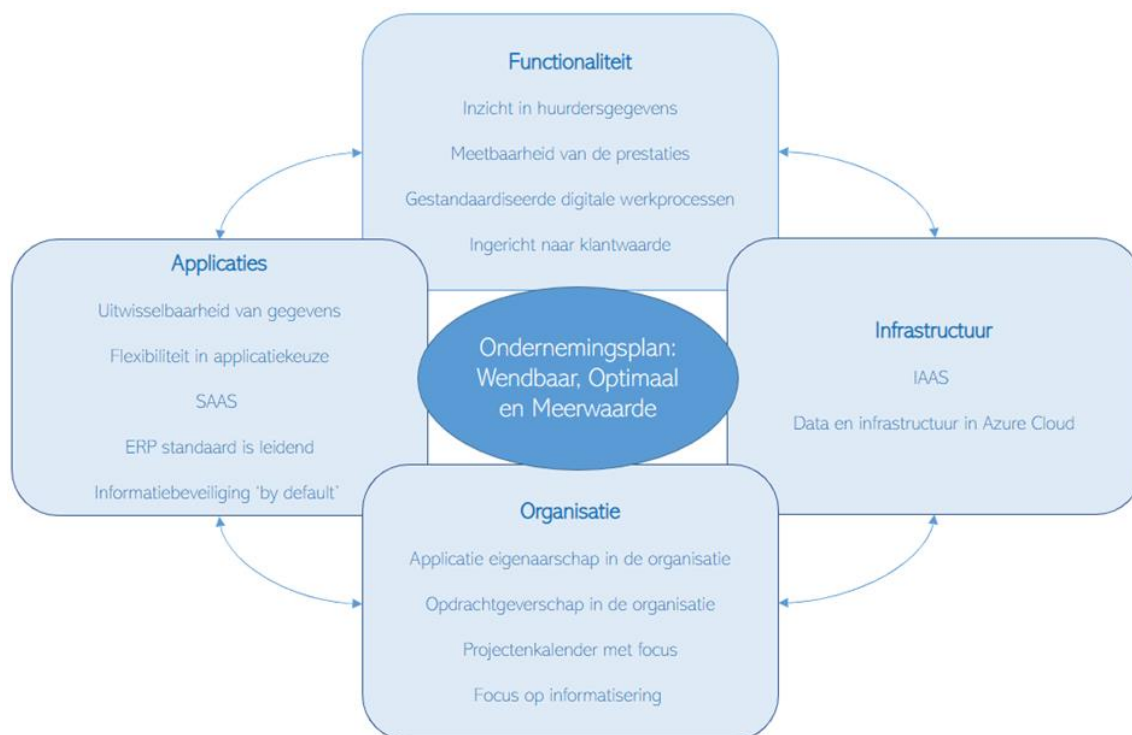 Functionaliteit
Inzicht in huurdersgegevens
Meetbaarheid van de prestaties
Gestandaardiseerde digitale werkprocessen
Ingericht naar klantwaarde
Applicaties
Uitwisselbaarheid van gegevens
Flexibiliteit in applicatiekeuze
SAAS
ERP standaard is leidend
Informatiebeveiliging ‘by default’
Ondernemingsplan:
Wendbaar, Optimaal
en Meerwaarde
Infrastructuur
IAAS
Data en infrastructuur in Azure Cloud
Organisatie
Applicatie eigenaarschap in de organisatie
Opdrachtgeverschap in de organisatie
Projectenkalender met focus
Focus op informatisering